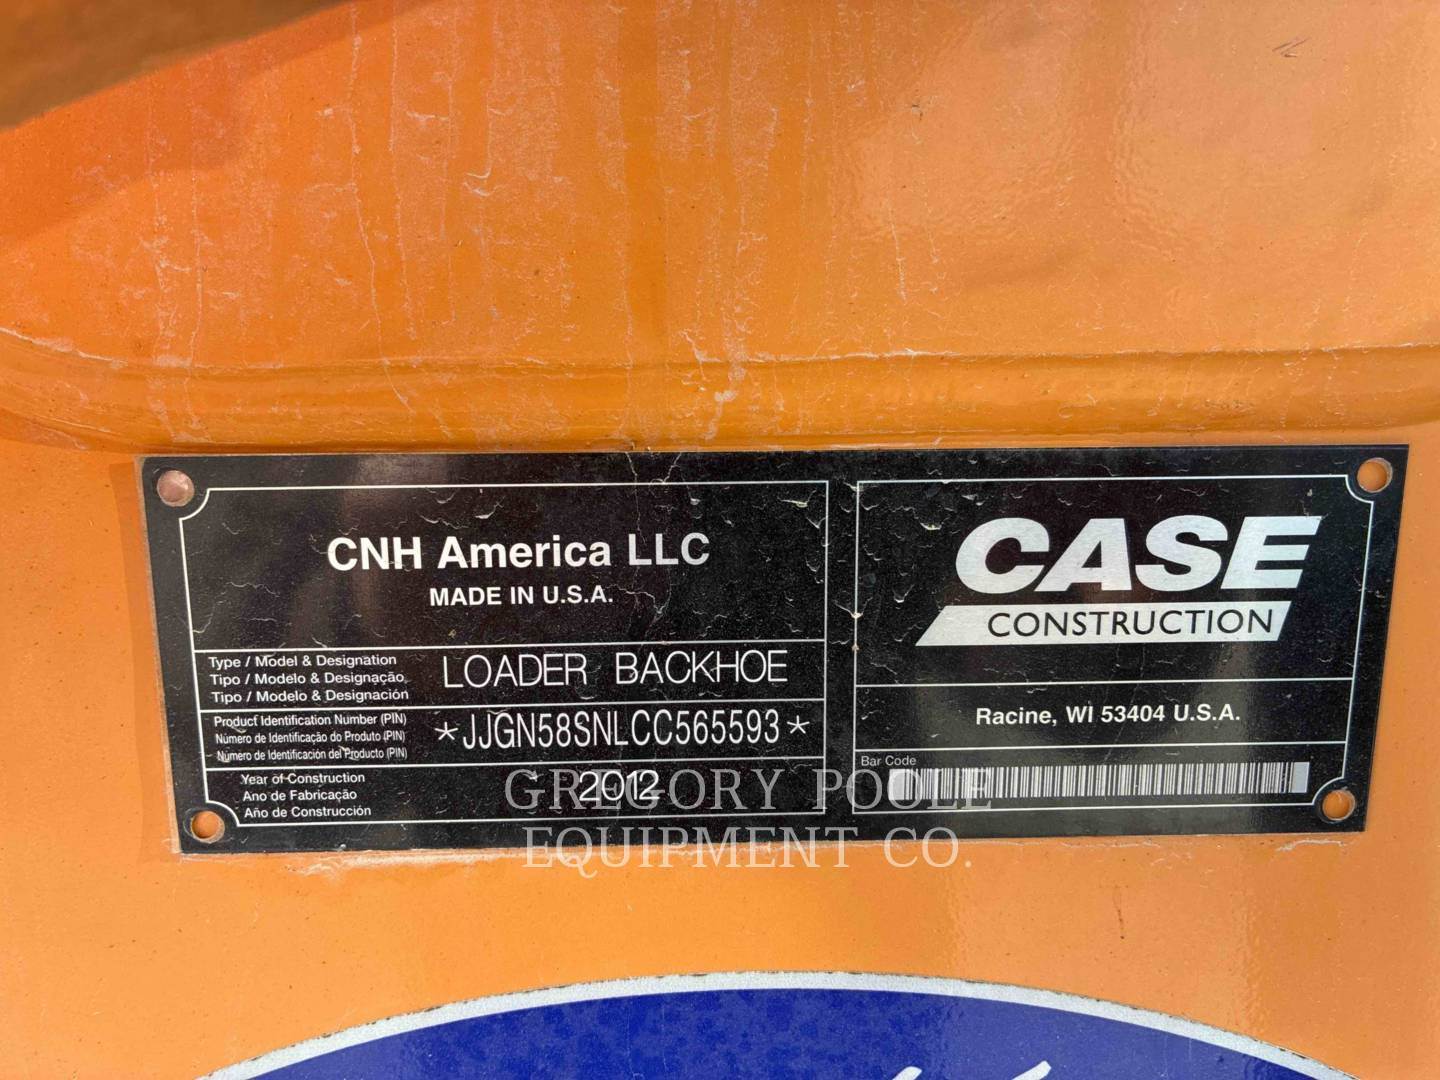 CNH America LLC
MADE IN U.S.A.
Type / Model & Designation
Tipo / Modelo & Designação
Tipo / Modelo & Designación
LOADER BACKHOE
Product Identification Number (PIN)
Número de Identificação do Produto (PIN)
Número de Identificación del Producto (PIN)
*JJGN58SNLCC565593*
Year of Construction
Ano de Fabricação
Año de Construcción
2012
CASE
CONSTRUCTION
Racine, WI 53404 U.S.A.
Bar Code
GREGORY POOLE
EQUIPMENT CO.